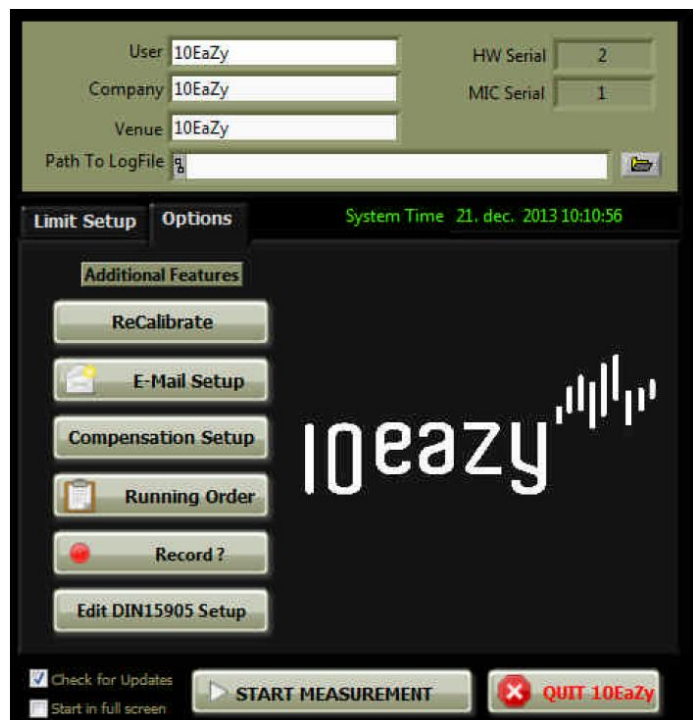 User 10EaZy HW Serial 2
Company 10EaZy MIC Serial 1
Venue 10EaZy
Path To LogFile
Limit Setup Options System Time 21. dec. 2013 10:10:56
Additional Features
ReCalibrate
E-Mail Setup
Compensation Setup
10eazy
Running Order
Record ?
Edit DIN15905 Setup
Check for Updates
START MEASUREMENT QUIT 10EaZy
Start in full screen